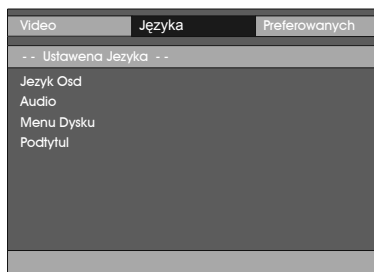 Video Języka Preferowanych
- - Ustawena Jezyka - -
Jezyk Osd
Audio
Menu Dysku
Podtytul